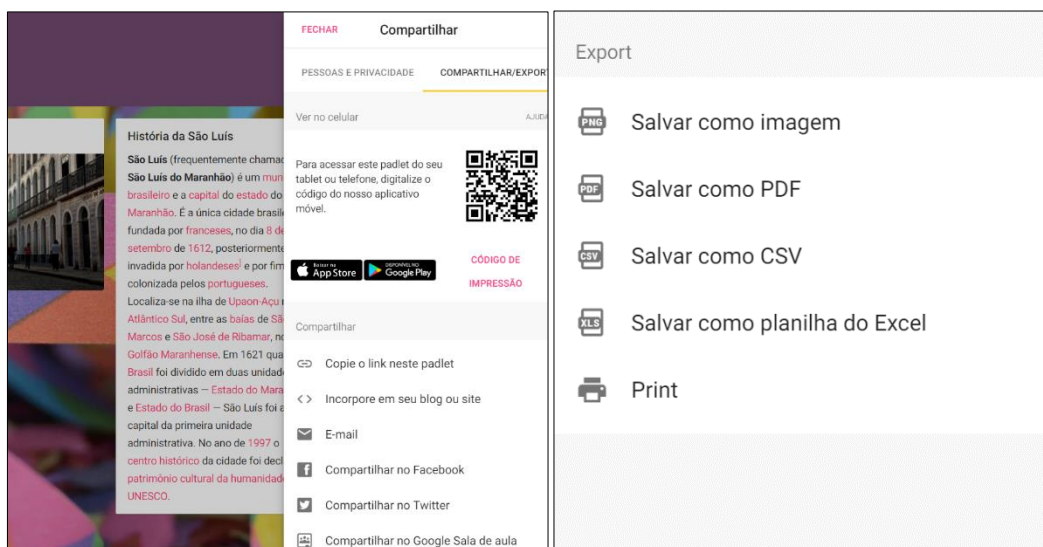 FECHAR Compartilhar
PESSOAS E PRIVACIDADE COMPARTILHAR/EXPORT
Ver no celular AJUDA
Para acessar este padlet do seu
tablet ou telefone, digitalize o
código do nosso aplicativo
móvel.
Baixar na
App Store
DISPONÍVEL NO
Google Play
CÓDIGO DE
IMPRESSÃO
Compartilhar
Copie o link neste padlet
Incorpore em seu blog ou site
E-mail
Compartilhar no Facebook
Compartilhar no Twitter
Compartilhar no Google Sala de aula
História da São Luís
São Luís (frequentemente chamad
São Luís do Maranhão) é um mun
brasileiro e a capital do estado do
Maranhão. É a única cidade brasile
fundada por franceses, no dia 8 de
setembro de 1612, posteriormente
invadida por holandeses e por fim
colonizada pelos portugueses.
Localiza-se na ilha de Upaon-Açu n
Atlântico Sul, entre as baías de Sã
Marcos e São José de Ribamar, no
Golfão Maranhense. Em 1621 qua
Brasil foi dividido em duas unidad
administrativas — Estado do Mara
e Estado do Brasil — São Luís foi a
capital da primeira unidade
administrativa. No ano de 1997 o
centro histórico da cidade foi decl
patrimônio cultural da humanidad
UNESCO.
Export
PNG Salvar como imagem
PDF Salvar como PDF
CSV Salvar como CSV
XLS Salvar como planilha do Excel
Print